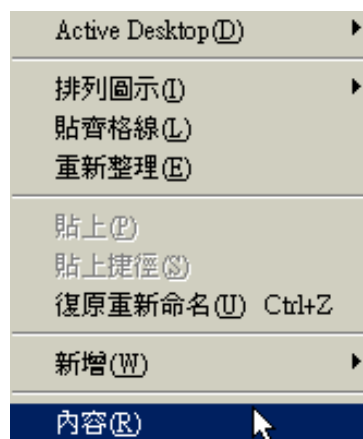 Active Desktop(D)
排列圖示(I)
貼齊格線(L)
重新整理(E)
貼上(P)
貼上捷徑(S)
復原重新命名(U) Ctrl+Z
新增(W)
內容(R)